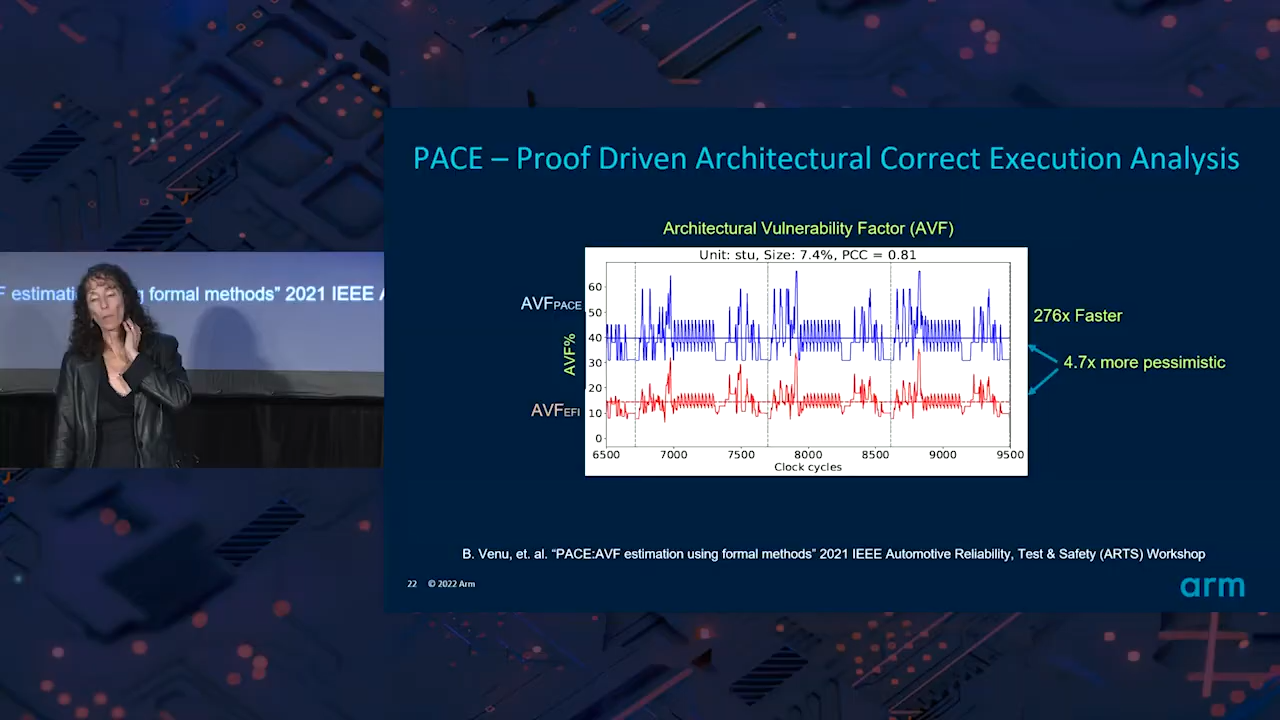 PACE – Proof Driven Architectural Correct Execution Analysis
Architectural Vulnerability Factor (AVF)
Unit: stu, Size: 7.4%, PCC = 0.81
AVFPACE
AVF%
AVFEFI
60
50
40
30
20
10
0
6500 7000 7500 8000 8500 9000 9500
Clock cycles
276x Faster
4.7x more pessimistic
F estimati
g formal methods" 2021 IEEE A
B. Venu, et. al. “PACE:AVF estimation using formal methods” 2021 IEEE Automotive Reliability, Test & Safety (ARTS) Workshop
22 © 2022 Arm
arm